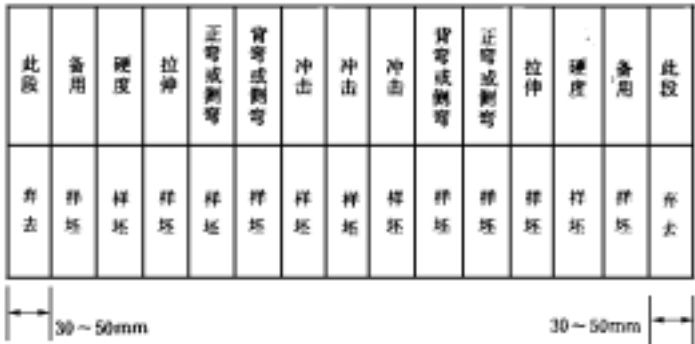 此段 备用 硬度 拉伸 正弯或侧弯 背弯或侧弯 冲击 冲击 冲击 背弯或侧弯 正弯或侧弯 拉伸 硬度 备用 此段
弃去 样坯 样坯 样坯 样坯 样坯 样坯 样坯 样坯 样坯 样坯 样坯 样坯 样坯 弃去
30~50mm 30~50mm